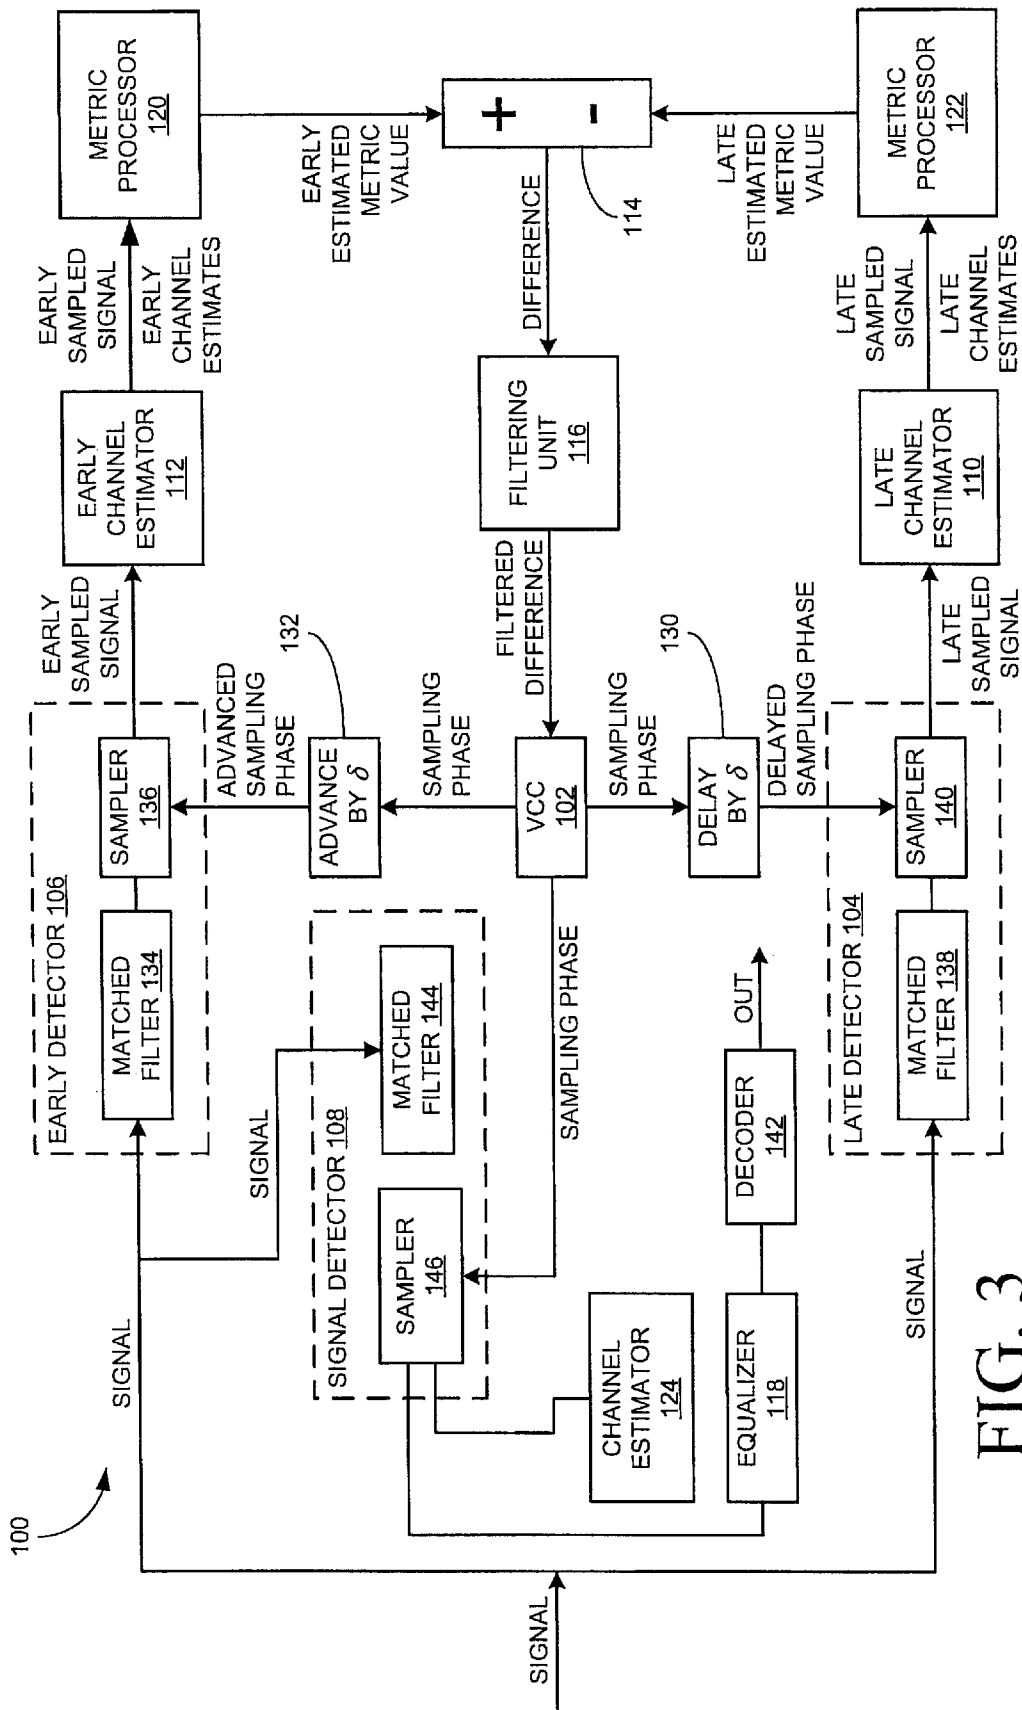 100
SIGNAL
SIGNAL
SIGNAL
SIGNAL
EARLY DETECTOR 106
MATCHED
FILTER 134
SAMPLER
136
EARLY
SAMPLED
SIGNAL
EARLY
CHANNEL
ESTIMATOR
112
EARLY
SAMPLED
SIGNAL
EARLY
CHANNEL
ESTIMATES
METRIC
PROCESSOR
120
ADVANCED
SAMPLING
PHASE
132
ADVANCE
BY δ
SAMPLING
PHASE
EARLY
ESTIMATED
METRIC
VALUE
SIGNAL DETECTOR 108
SAMPLER
146
MATCHED
FILTER 144
SAMPLING PHASE
VCC
102
FILTERED
DIFFERENCE
FILTERING
UNIT
116
DIFFERENCE
+
−
114
CHANNEL
ESTIMATOR
124
SAMPLING
PHASE
130
DELAY
BY δ
DELAYED
SAMPLING PHASE
LATE
ESTIMATED
METRIC
VALUE
EQUALIZER
118
DECODER
142
OUT
LATE DETECTOR 104
MATCHED
FILTER 138
SAMPLER
140
LATE
SAMPLED
SIGNAL
LATE
CHANNEL
ESTIMATOR
110
LATE
SAMPLED
SIGNAL
LATE
CHANNEL
ESTIMATES
METRIC
PROCESSOR
122
FIG. 3